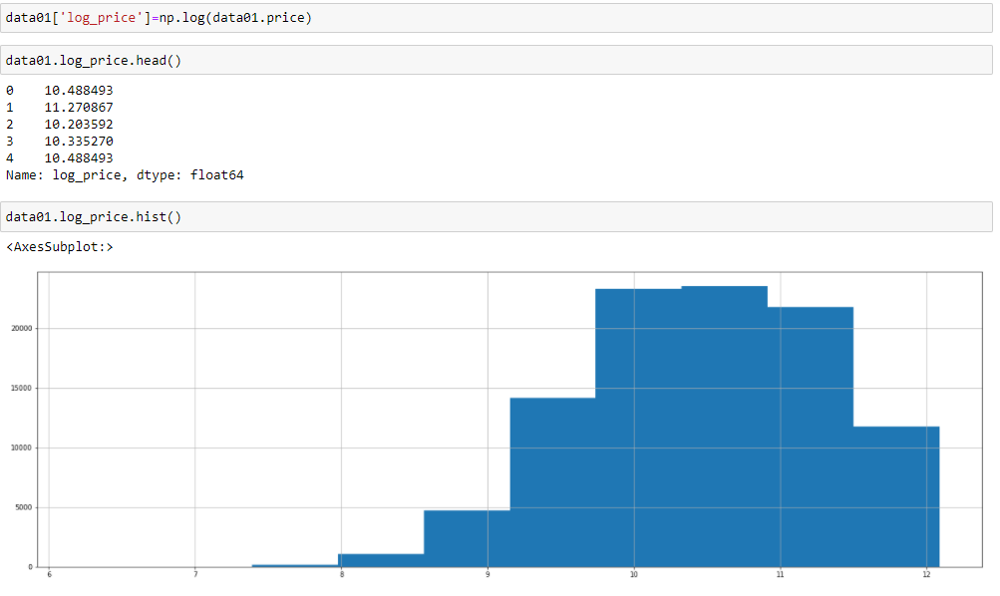 data01['log_price']=np.log(data01.price)
data01.log_price.head()
0    10.488493
1    11.270867
2    10.203592
3    10.335270
4    10.488493
Name: log_price, dtype: float64
data01.log_price.hist()
<AxesSubplot:>
20000
15000
10000
5000
0
6 7 8 9 10 11 12